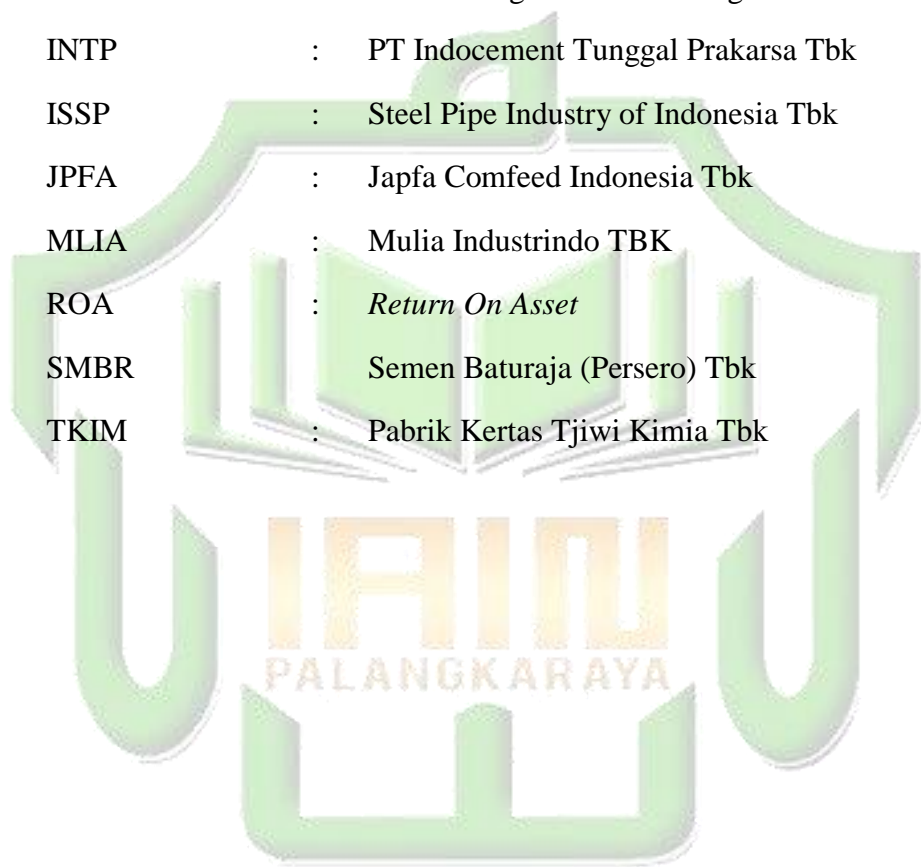 INTP : PT Indocement Tunggal Prakarsa Tbk
ISSP : Steel Pipe Industry of Indonesia Tbk
JPFA : Japfa Comfeed Indonesia Tbk
MLIA : Mulia Industrindo TBK
ROA : Return On Asset
SMBR Semen Baturaja (Persero) Tbk
TKIM : Pabrik Kertas Tjiwi Kimia Tbk
IAIN
PALANGKARAYA